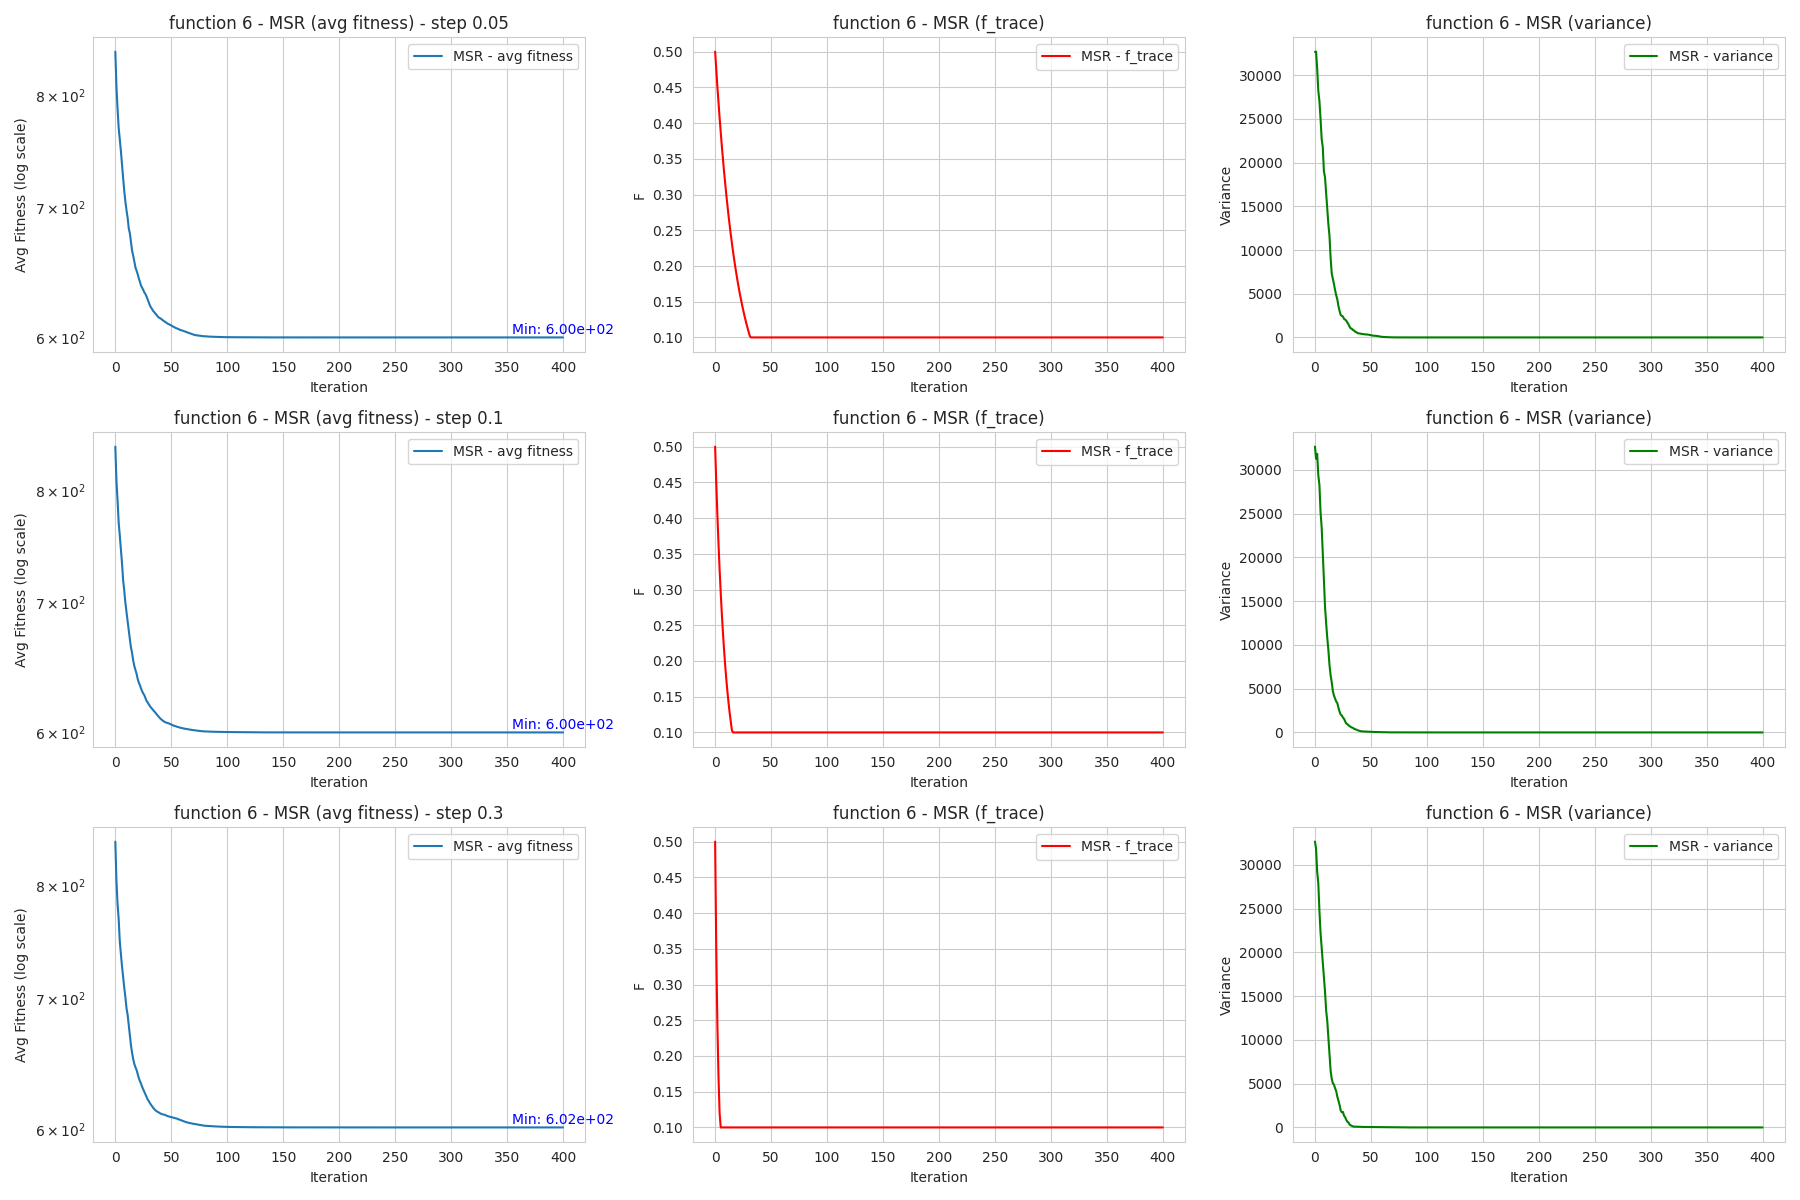 function 6 - MSR (avg fitness) - step 0.05
MSR - avg fitness
Avg Fitness (log scale)
8 × 10²
7 × 10²
6 × 10²
Min: 6.00e+02
0 50 100 150 200 250 300 350 400
Iteration
function 6 - MSR (f_trace)
MSR - f_trace
F
0.50
0.45
0.40
0.35
0.30
0.25
0.20
0.15
0.10
0 50 100 150 200 250 300 350 400
Iteration
function 6 - MSR (variance)
MSR - variance
Variance
30000
25000
20000
15000
10000
5000
0
0 50 100 150 200 250 300 350 400
Iteration
function 6 - MSR (avg fitness) - step 0.1
MSR - avg fitness
Avg Fitness (log scale)
8 × 10²
7 × 10²
6 × 10²
Min: 6.00e+02
0 50 100 150 200 250 300 350 400
Iteration
function 6 - MSR (f_trace)
MSR - f_trace
F
0.50
0.45
0.40
0.35
0.30
0.25
0.20
0.15
0.10
0 50 100 150 200 250 300 350 400
Iteration
function 6 - MSR (variance)
MSR - variance
Variance
30000
25000
20000
15000
10000
5000
0
0 50 100 150 200 250 300 350 400
Iteration
function 6 - MSR (avg fitness) - step 0.3
MSR - avg fitness
Avg Fitness (log scale)
8 × 10²
7 × 10²
6 × 10²
Min: 6.02e+02
0 50 100 150 200 250 300 350 400
Iteration
function 6 - MSR (f_trace)
MSR - f_trace
F
0.50
0.45
0.40
0.35
0.30
0.25
0.20
0.15
0.10
0 50 100 150 200 250 300 350 400
Iteration
function 6 - MSR (variance)
MSR - variance
Variance
30000
25000
20000
15000
10000
5000
0
0 50 100 150 200 250 300 350 400
Iteration